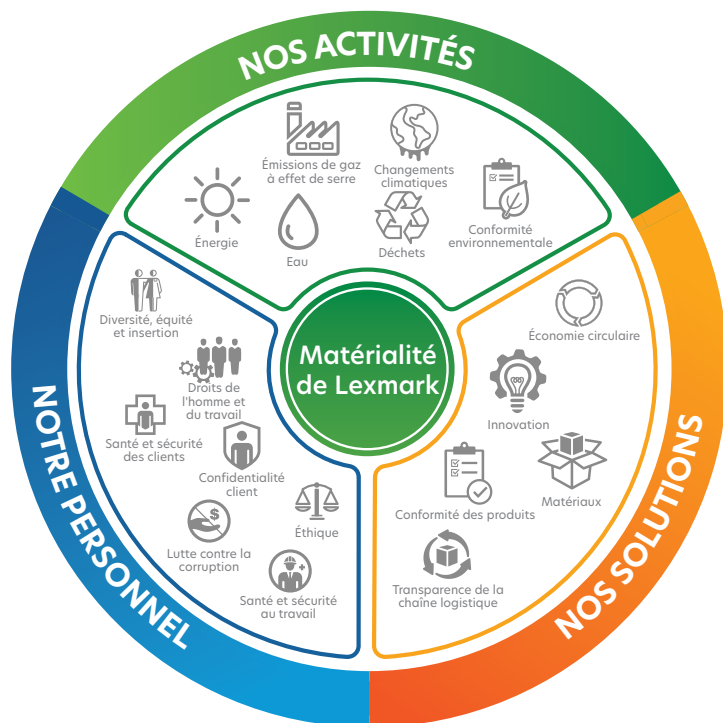 NOS ACTIVITÉS
Émissions de gaz
à effet de serre
Changements
climatiques
Énergie
Eau
Déchets
Conformité
environnementale
Matérialité
de Lexmark
NOTRE PERSONNEL
Diversité, équité
et insertion
Droits de
l'homme et
du travail
Santé et sécurité
des clients
Confidentialité
client
Éthique
$
Lutte contre la
corruption
Santé et sécurité
au travail
NOS SOLUTIONS
Économie circulaire
Innovation
Matériaux
Conformité des produits
Transparence de la
chaîne logistique